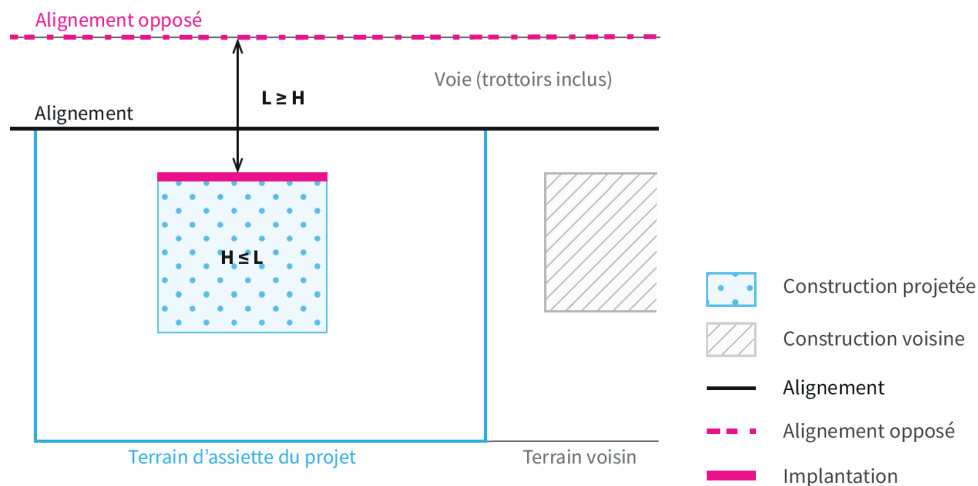 Alignement opposé
Voie (trottoirs inclus)
L ≥ H
Alignement
H ≤ L
Construction projetée
Construction voisine
Alignement
Alignement opposé
Implantation
Terrain d’assiette du projet
Terrain voisin